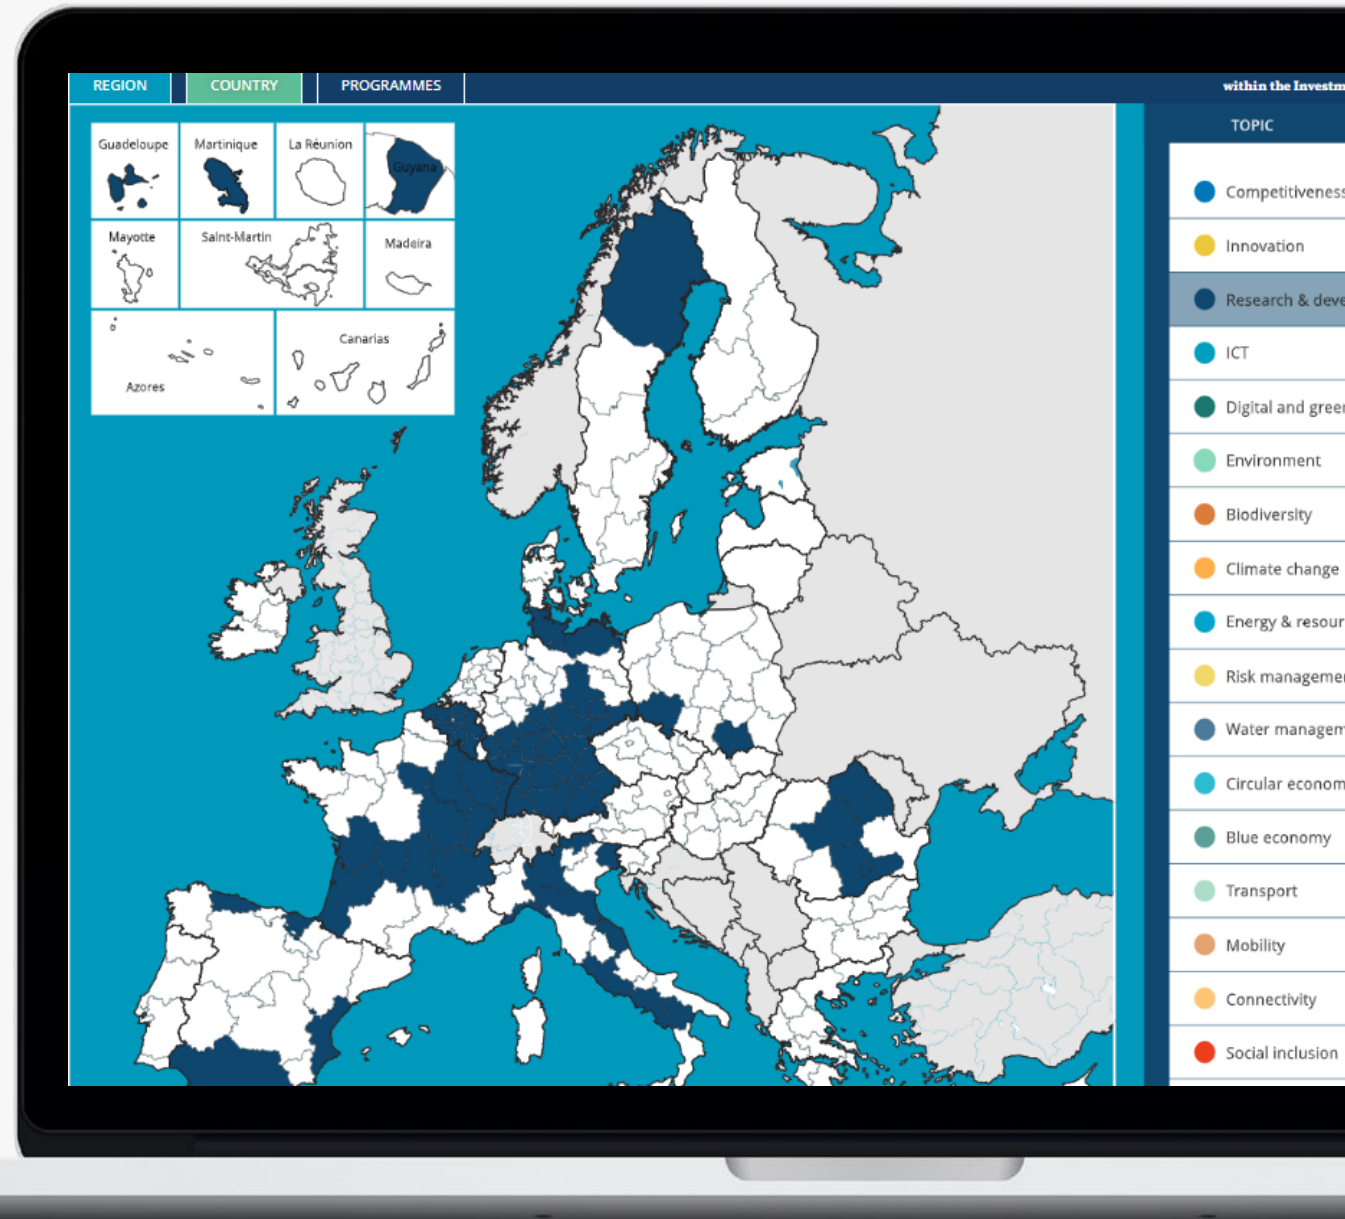 REGION
COUNTRY
PROGRAMMES
within the Investm
TOPIC
Guadeloupe
Martinique
La Réunion
Guyana
Mayotte
Saint-Martin
Madeira
Azores
Canarias
Competitiveness
Innovation
Research & deve
ICT
Digital and gree
Environment
Biodiversity
Climate change
Energy & resour
Risk manageme
Water managem
Circular econom
Blue economy
Transport
Mobility
Connectivity
Social inclusion